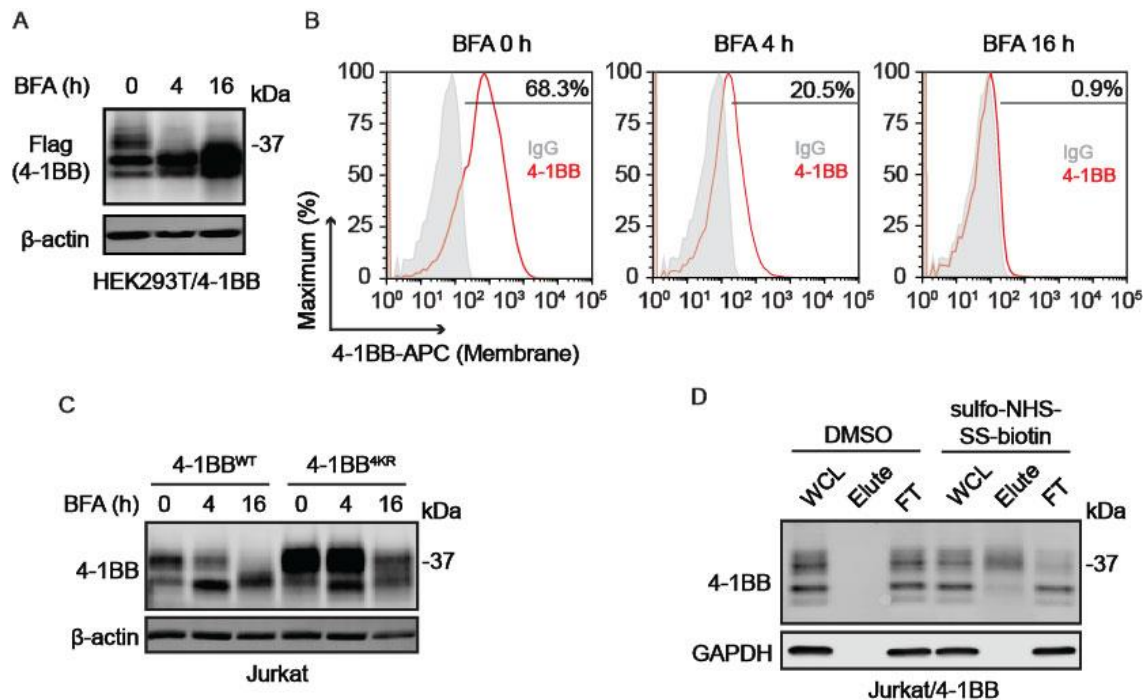 A
BFA (h) 0 4 16 kDa
Flag
(4-1BB)
-37
β-actin
HEK293T/4-1BB
B
BFA 0 h
BFA 4 h
BFA 16 h
100
75
50
25
0
68.3%
IgG
4-1BB
10⁰ 10¹ 10² 10³ 10⁴ 10⁵
100
75
50
25
0
20.5%
IgG
4-1BB
10⁰ 10¹ 10² 10³ 10⁴ 10⁵
100
75
50
25
0
0.9%
IgG
4-1BB
10⁰ 10¹ 10² 10³ 10⁴ 10⁵
Maximum (%)
4-1BB-APC (Membrane)
C
4-1BBᵂᵀ 4-1BB⁴ᴷᴿ
BFA (h) 0 4 16 0 4 16 kDa
4-1BB
-37
β-actin
Jurkat
D
DMSO
sulfo-NHS-
SS-biotin
WCL Elute FT WCL Elute FT
kDa
4-1BB
-37
GAPDH
Jurkat/4-1BB